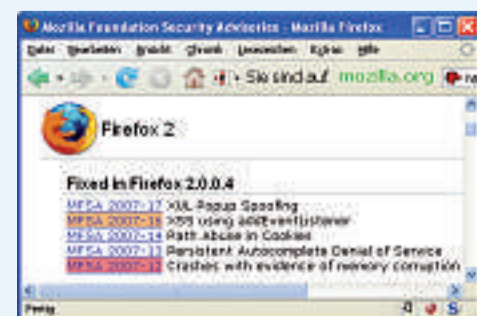 Mozilla Foundation Security Advisories - Mozilla Firefox
Datei Bearbeiten Ansicht Chronik Lesezeichen Extras Hilfe
Sie sind auf mozilla.org
Firefox 2
Fixed in Firefox 2.0.0.4
MFSA 2007-17 XUL Popup Spoofing
MFSA 2007-16 XSS using addEventListener
MFSA 2007-14 Path Abuse in Cookies
MFSA 2007-13 Persistent Autocomplete Denial of Service
MFSA 2007-12 Crashes with evidence of memory corruption
Fertig